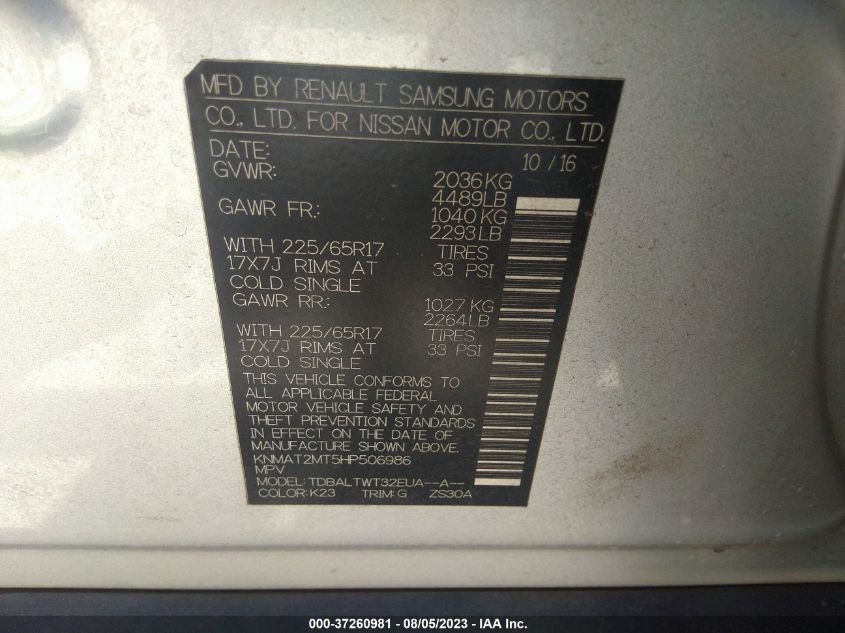 MFD BY RENAULT SAMSUNG MOTORS
CO., LTD. FOR NISSAN MOTOR CO., LTD.
DATE: 10 / 16
GVWR: 2036KG
4489LB
GAWR FR.: 1040KG
2293LB
WITH 225/65R17 TIRES
17X7J RIMS AT 33 PSI
COLD SINGLE
GAWR RR.: 1027 KG
2264LB
WITH 225/65R17 TIRES
17X7J RIMS AT 33 PSI
COLD SINGLE
THIS VEHICLE CONFORMS TO
ALL APPLICABLE FEDERAL
MOTOR VEHICLE SAFETY AND
THEFT PREVENTION STANDARDS
IN EFFECT ON THE DATE OF
MANUFACTURE SHOWN ABOVE.
KNMAT2MT5HP506986
MPV
MODEL: TDBALTWT32EUA--A--
COLOR: K23 TRIM: G ZS30A
000-37260981 - 08/05/2023 - IAA Inc.